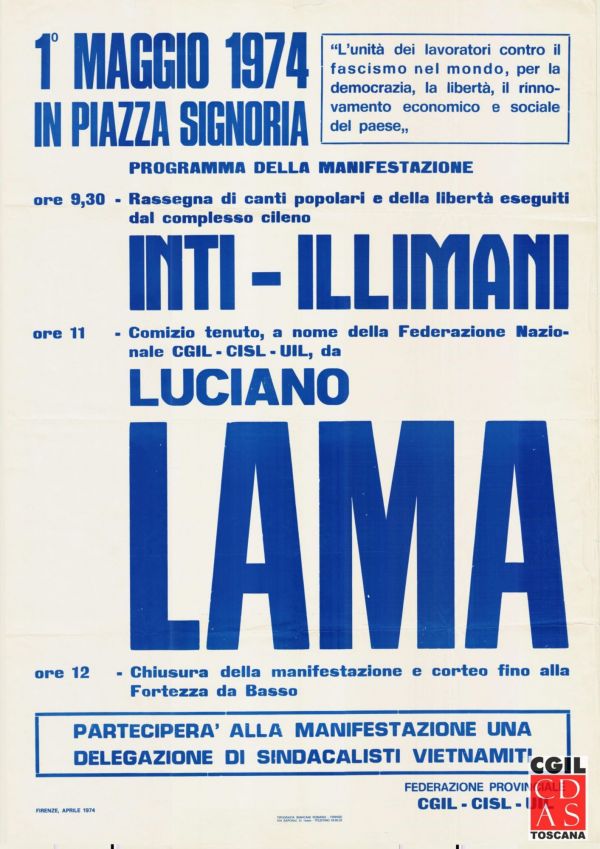 1° MAGGIO 1974
IN PIAZZA SIGNORIA
“L'unità dei lavoratori contro il
fascismo nel mondo, per la
democrazia, la libertà, il rinno-
vamento economico e sociale
del paese„
PROGRAMMA DELLA MANIFESTAZIONE
ore 9,30 - Rassegna di canti popolari e della libertà eseguiti
dal complesso cileno
INTI - ILLIMANI
ore 11 - Comizio tenuto, a nome della Federazione Nazio-
nale CGIL - CISL - UIL, da
LUCIANO
LAMA
ore 12 - Chiusura della manifestazione e corteo fino alla
Fortezza da Basso
PARTECIPERA' ALLA MANIFESTAZIONE UNA
DELEGAZIONE DI SINDACALISTI VIETNAMITI
FEDERAZIONE PROVINCIALE
CGIL - CISL - UIL
FIRENZE, APRILE 1974
CGIL
CD
AS
TOSCANA